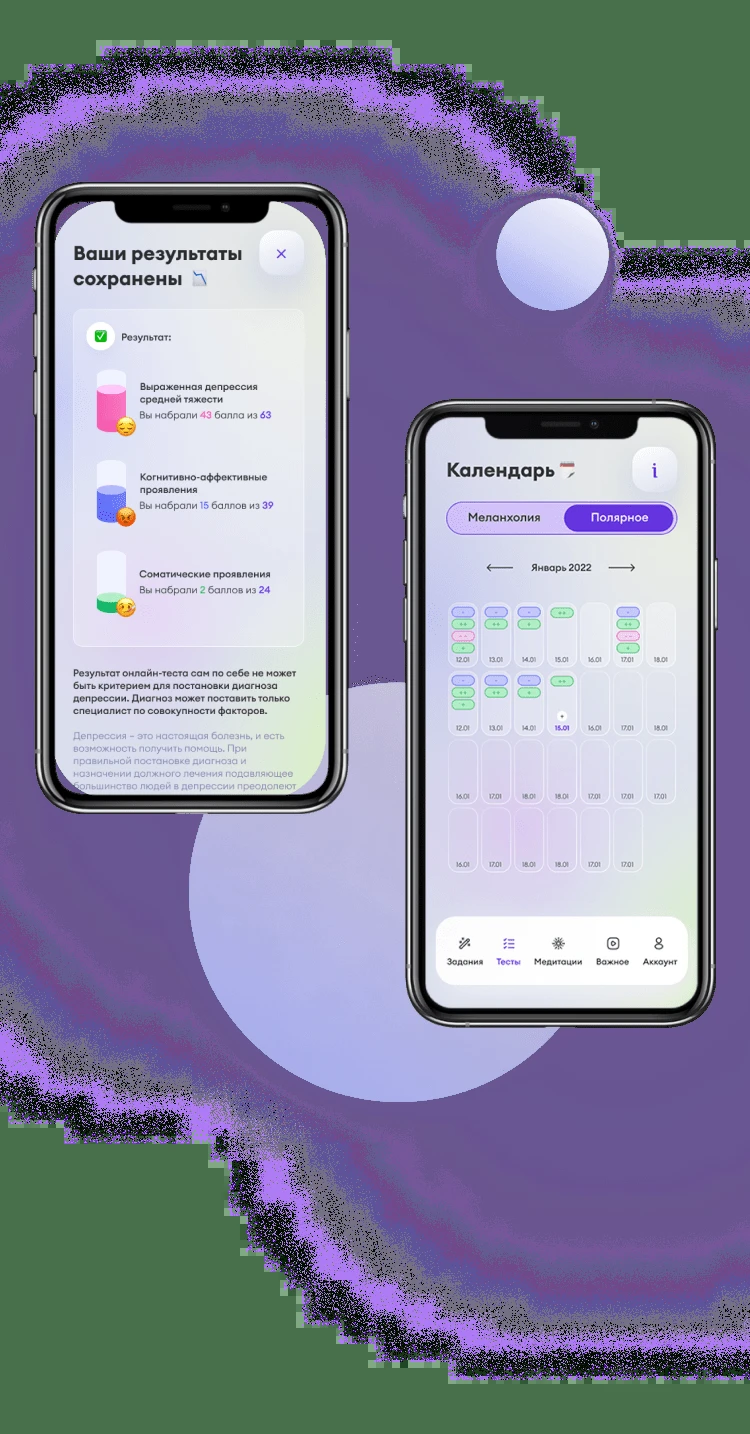 Ваши результаты
сохранены
Результат:
Выраженная депрессия
средней тяжести
Вы набрали 43 балла из 63
Когнитивно-аффективные
проявления
Вы набрали 15 баллов из 39
Соматические проявления
Вы набрали 2 баллов из 24
Результат онлайн-теста сам по себе не может
быть критерием для постановки диагноза
депрессии. Диагноз может поставить только
специалист по совокупности факторов.
Депрессия – это настоящая болезнь, и есть
возможность получить помощь. При
правильной постановке диагноза и
назначении должного лечения подавляющее
большинство людей в депрессии преодолеют
Календарь
i
Меланхолия Полярное
Январь 2022
12.01 13.01 14.01 15.01 16.01 17.01 18.01
12.01 13.01 14.01 15.01 16.01 17.01 18.01
16.01 17.01 18.01 18.01 16.01 17.01 17.01
16.01 17.01 18.01 18.01 17.01 17.01
Задания Тесты Медитации Важное Аккаунт